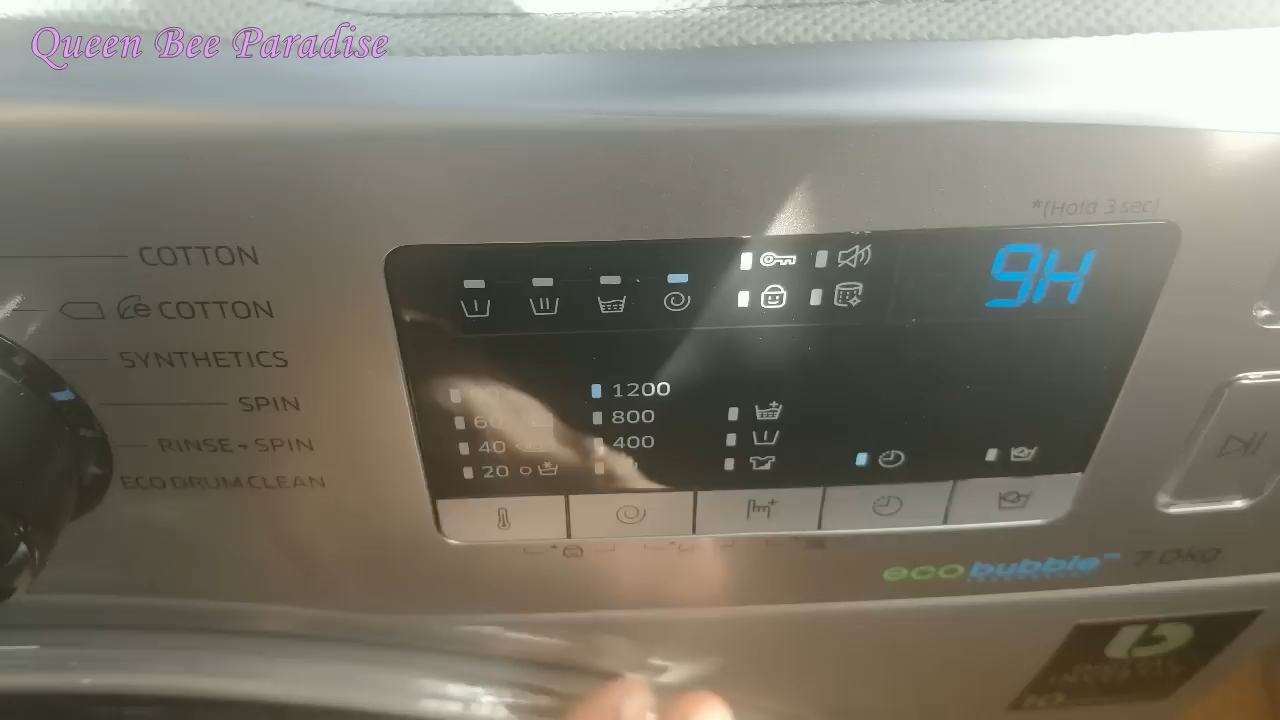 Queen Bee Paradise
*(Hold 3 sec)
COTTON
COTTON
SYNTHETICS
SPIN
RINSE+SPIN
ECO DRUM CLEAN
9H
1200
800
400
60
40
20
eco bubble™ 7.0kg